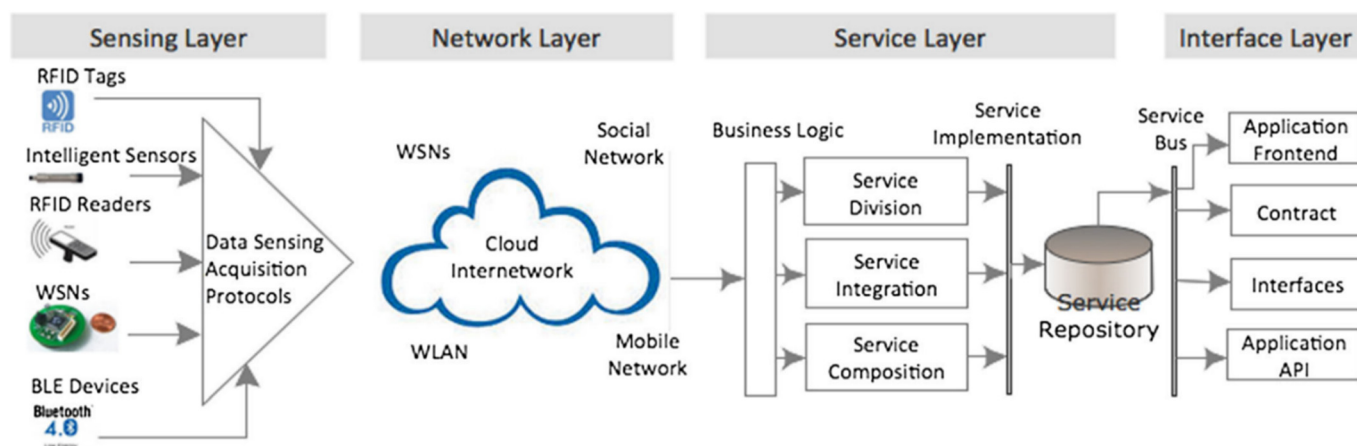 Sensing Layer
Network Layer
Service Layer
Interface Layer
RFID Tags
RFID
Intelligent Sensors
RFID Readers
WSNs
BLE Devices
Bluetooth
4.0
Data Sensing
Acquisition
Protocols
WSNs
Social
Network
Cloud
Internetwork
WLAN
Mobile
Network
Business Logic
Service
Division
Service
Integration
Service
Composition
Service
Implementation
Service
Repository
Service
Bus
Application
Frontend
Contract
Interfaces
Application
API